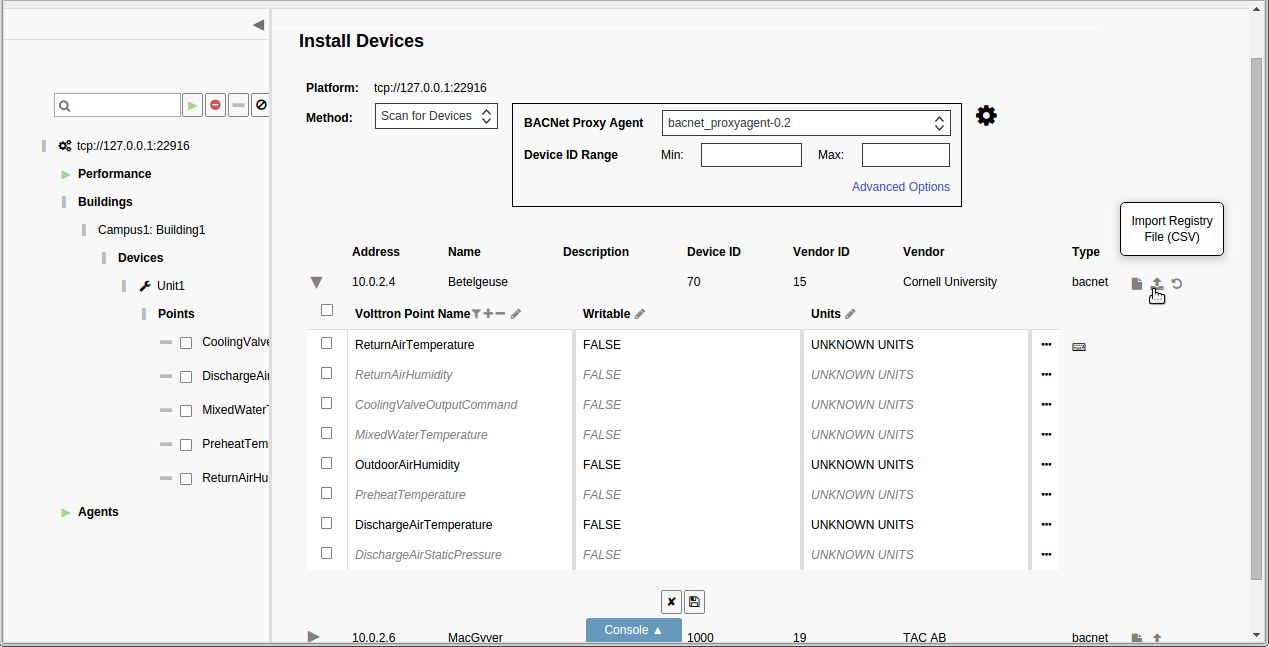 Install Devices
Platform: tcp://127.0.0.1:22916
Method: Scan for Devices
BACNet Proxy Agent bacnet_proxyagent-0.2
Device ID Range Min: Max:
Advanced Options
tcp://127.0.0.1:22916
Performance
Buildings
Campus1: Building1
Devices
Unit1
Points
CoolingValve
DischargeAir
MixedWaterT
PreheatTem
ReturnAirHu
Agents
Import Registry
File (CSV)
Address Name Description Device ID Vendor ID Vendor Type
10.0.2.4 Betelgeuse 70 15 Cornell University bacnet
Volttron Point Name Writable Units
ReturnAirTemperature FALSE UNKNOWN UNITS
ReturnAirHumidity FALSE UNKNOWN UNITS
CoolingValveOutputCommand FALSE UNKNOWN UNITS
MixedWaterTemperature FALSE UNKNOWN UNITS
OutdoorAirHumidity FALSE UNKNOWN UNITS
PreheatTemperature FALSE UNKNOWN UNITS
DischargeAirTemperature FALSE UNKNOWN UNITS
DischargeAirStaticPressure FALSE UNKNOWN UNITS
Console ▲
10.0.2.6 MacGyver 1000 19 TAC AB bacnet